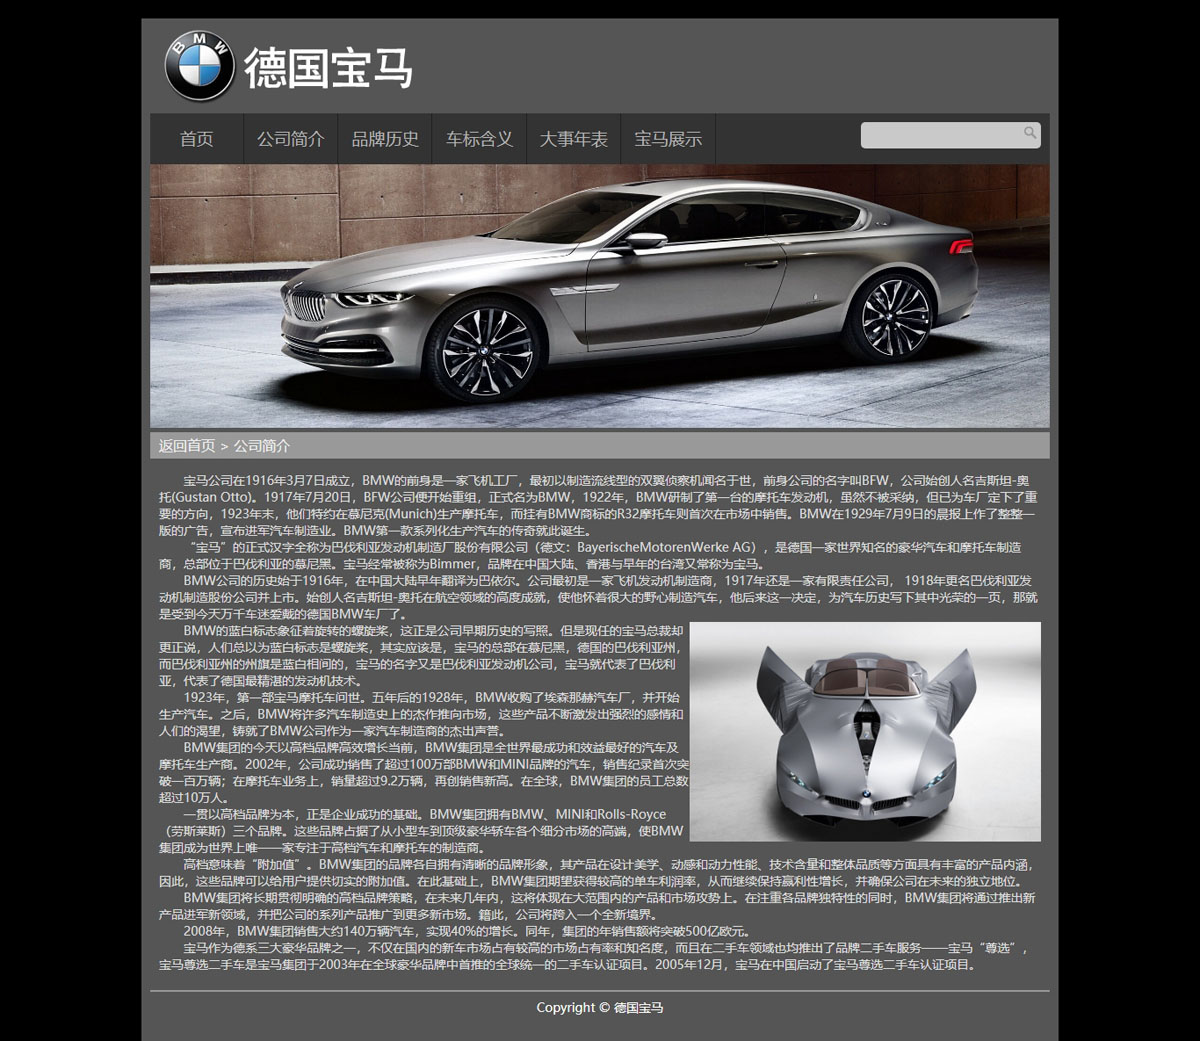 BMW
德国宝马
首页 公司简介 品牌历史 车标含义 大事年表 宝马展示
返回首页 > 公司简介
宝马公司在1916年3月7日成立，BMW的前身是一家飞机工厂，最初以制造流线型的双翼侦察机闻名于世，前身公司的名字叫BFW，公司始创人名吉斯坦-奥
托(Gustan Otto)。1917年7月20日，BFW公司便开始重组，正式名为BMW，1922年，BMW研制了第一台的摩托车发动机，虽然不被采纳，但已为车厂定下了重
要的方向，1923年末，他们特约在慕尼克(Munich)生产摩托车，而挂有BMW商标的R32摩托车则首次在市场中销售。BMW在1929年7月9日的晨报上作了整整一
版的广告，宣布进军汽车制造业。BMW第一款系列化生产汽车的传奇就此诞生。
“宝马”的正式汉字全称为巴伐利亚发动机制造厂股份有限公司（德文：BayerischeMotorenWerke AG），是德国一家世界知名的豪华汽车和摩托车制造
商，总部位于巴伐利亚的慕尼黑。宝马经常被称为Bimmer，品牌在中国大陆、香港与早年的台湾又常称为宝马。
BMW公司的历史始于1916年，在中国大陆早年翻译为巴依尔。公司最初是一家飞机发动机制造商，1917年还是一家有限责任公司， 1918年更名巴伐利亚发
动机制造股份公司并上市。始创人名吉斯坦-奥托在航空领域的高度成就，使他怀着很大的野心制造汽车，他后来这一决定，为汽车历史写下其中光荣的一页，那就
是受到今天万千车迷爱戴的德国BMW车厂了。
BMW的蓝白标志象征着旋转的螺旋桨，这正是公司早期历史的写照。但是现任的宝马总裁却
更正说，人们总以为蓝白标志是螺旋桨，其实应该是，宝马的总部在慕尼黑，德国的巴伐利亚州，
而巴伐利亚州的州旗是蓝白相间的，宝马的名字又是巴伐利亚发动机公司，宝马就代表了巴伐利
亚，代表了德国最精湛的发动机技术。
1923年，第一部宝马摩托车问世。五年后的1928年，BMW收购了埃森那赫汽车厂，并开始
生产汽车。之后，BMW将许多汽车制造史上的杰作推向市场，这些产品不断激发出强烈的感情和
人们的渴望，铸就了BMW公司作为一家汽车制造商的杰出声誉。
BMW集团的今天以高档品牌高效增长当前，BMW集团是全世界最成功和效益最好的汽车及
摩托车生产商。2002年，公司成功销售了超过100万部BMW和MINI品牌的汽车，销售纪录首次突
破一百万辆；在摩托车业务上，销量超过9.2万辆，再创销售新高。在全球，BMW集团的员工总数
超过10万人。
一贯以高档品牌为本，正是企业成功的基础。BMW集团拥有BMW、MINI和Rolls-Royce
（劳斯莱斯）三个品牌。这些品牌占据了从小型车到顶级豪华轿车各个细分市场的高端，使BMW
集团成为世界上唯一一家专注于高档汽车和摩托车的制造商。
高档意味着“附加值”。BMW集团的品牌各自拥有清晰的品牌形象，其产品在设计美学、动感和动力性能、技术含量和整体品质等方面具有丰富的产品内涵，
因此，这些品牌可以给用户提供切实的附加值。在此基础上，BMW集团期望获得较高的单车利润率，从而继续保持赢利性增长，并确保公司在未来的独立地位。
BMW集团将长期贯彻明确的高档品牌策略，在未来几年内，这将体现在大范围内的产品和市场攻势上。在注重各品牌独特性的同时，BMW集团将通过推出新
产品进军新领域，并把公司的系列产品推广到更多新市场。籍此，公司将跨入一个全新境界。
2008年，BMW集团销售大约140万辆汽车，实现40%的增长。同年，集团的年销售额将突破500亿欧元。
宝马作为德系三大豪华品牌之一，不仅在国内的新车市场占有较高的市场占有率和知名度，而且在二手车领域也均推出了品牌二手车服务——宝马“尊选”，
宝马尊选二手车是宝马集团于2003年在全球豪华品牌中首推的全球统一的二手车认证项目。2005年12月，宝马在中国启动了宝马尊选二手车认证项目。
Copyright © 德国宝马